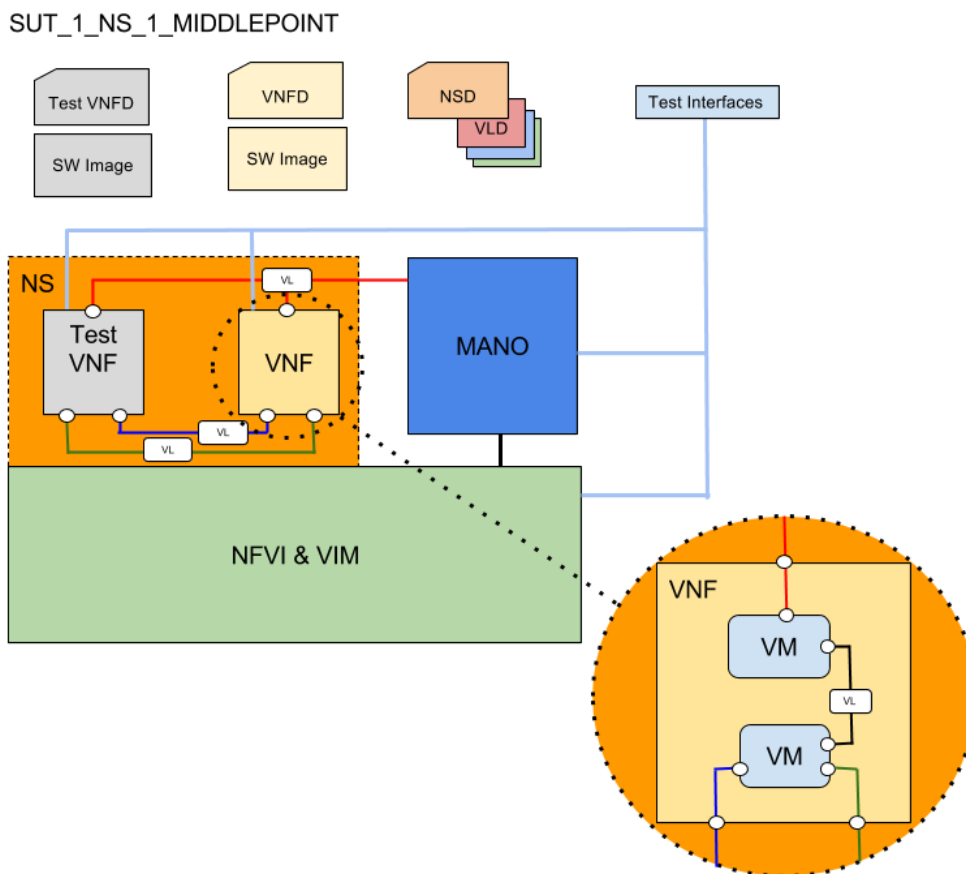 SUT_1_NS_1_MIDDLEPOINT
Test VNFD
VNFD
NSD
Test Interfaces
VLD
SW Image
SW Image
NS
VL
Test
VNF
VNF
MANO
VL
VL
NFVI & VIM
VNF
VM
VL
VM